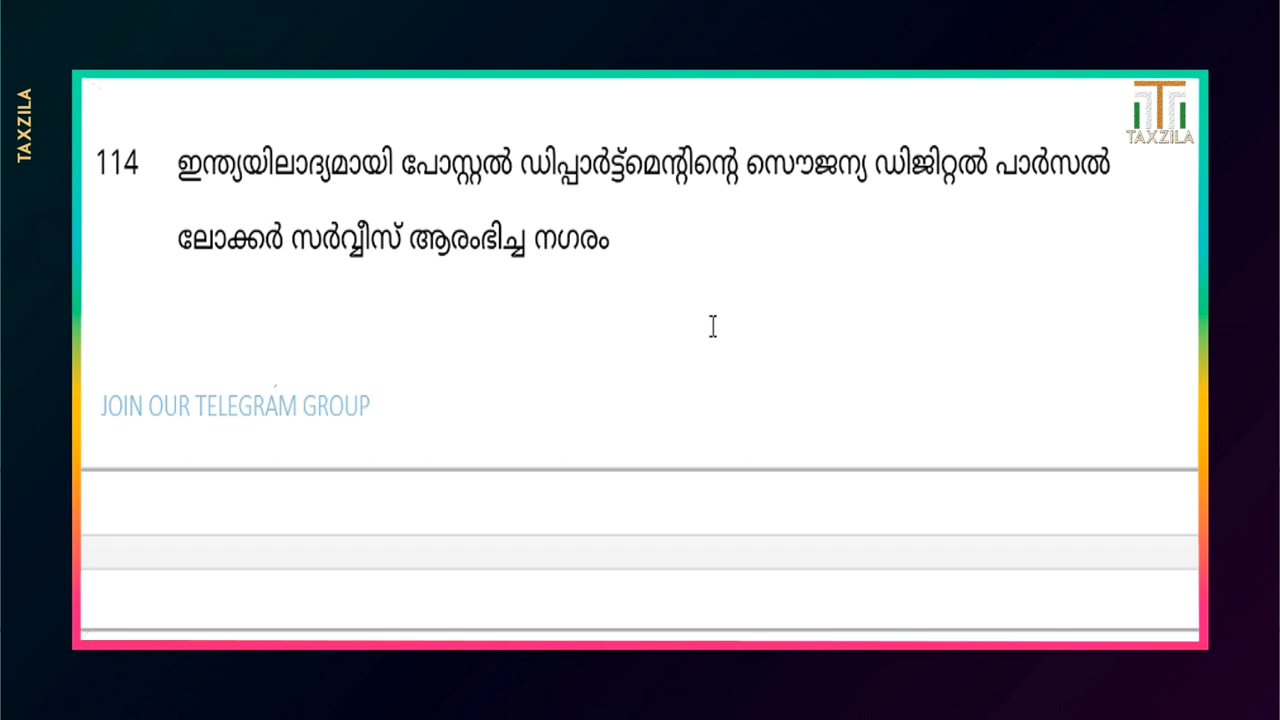 TAXZILA
TAXZILA
114 ഇന്ത്യയിലാദ്യമായി പോസ്റ്റൽ ഡിപ്പാർട്ട്മെന്റിന്റെ സൌജന്യ ഡിജിറ്റൽ പാർസൽ
ലോക്കർ സർവ്വീസ് ആരംഭിച്ച നഗരം
JOIN OUR TELEGRAM GROUP